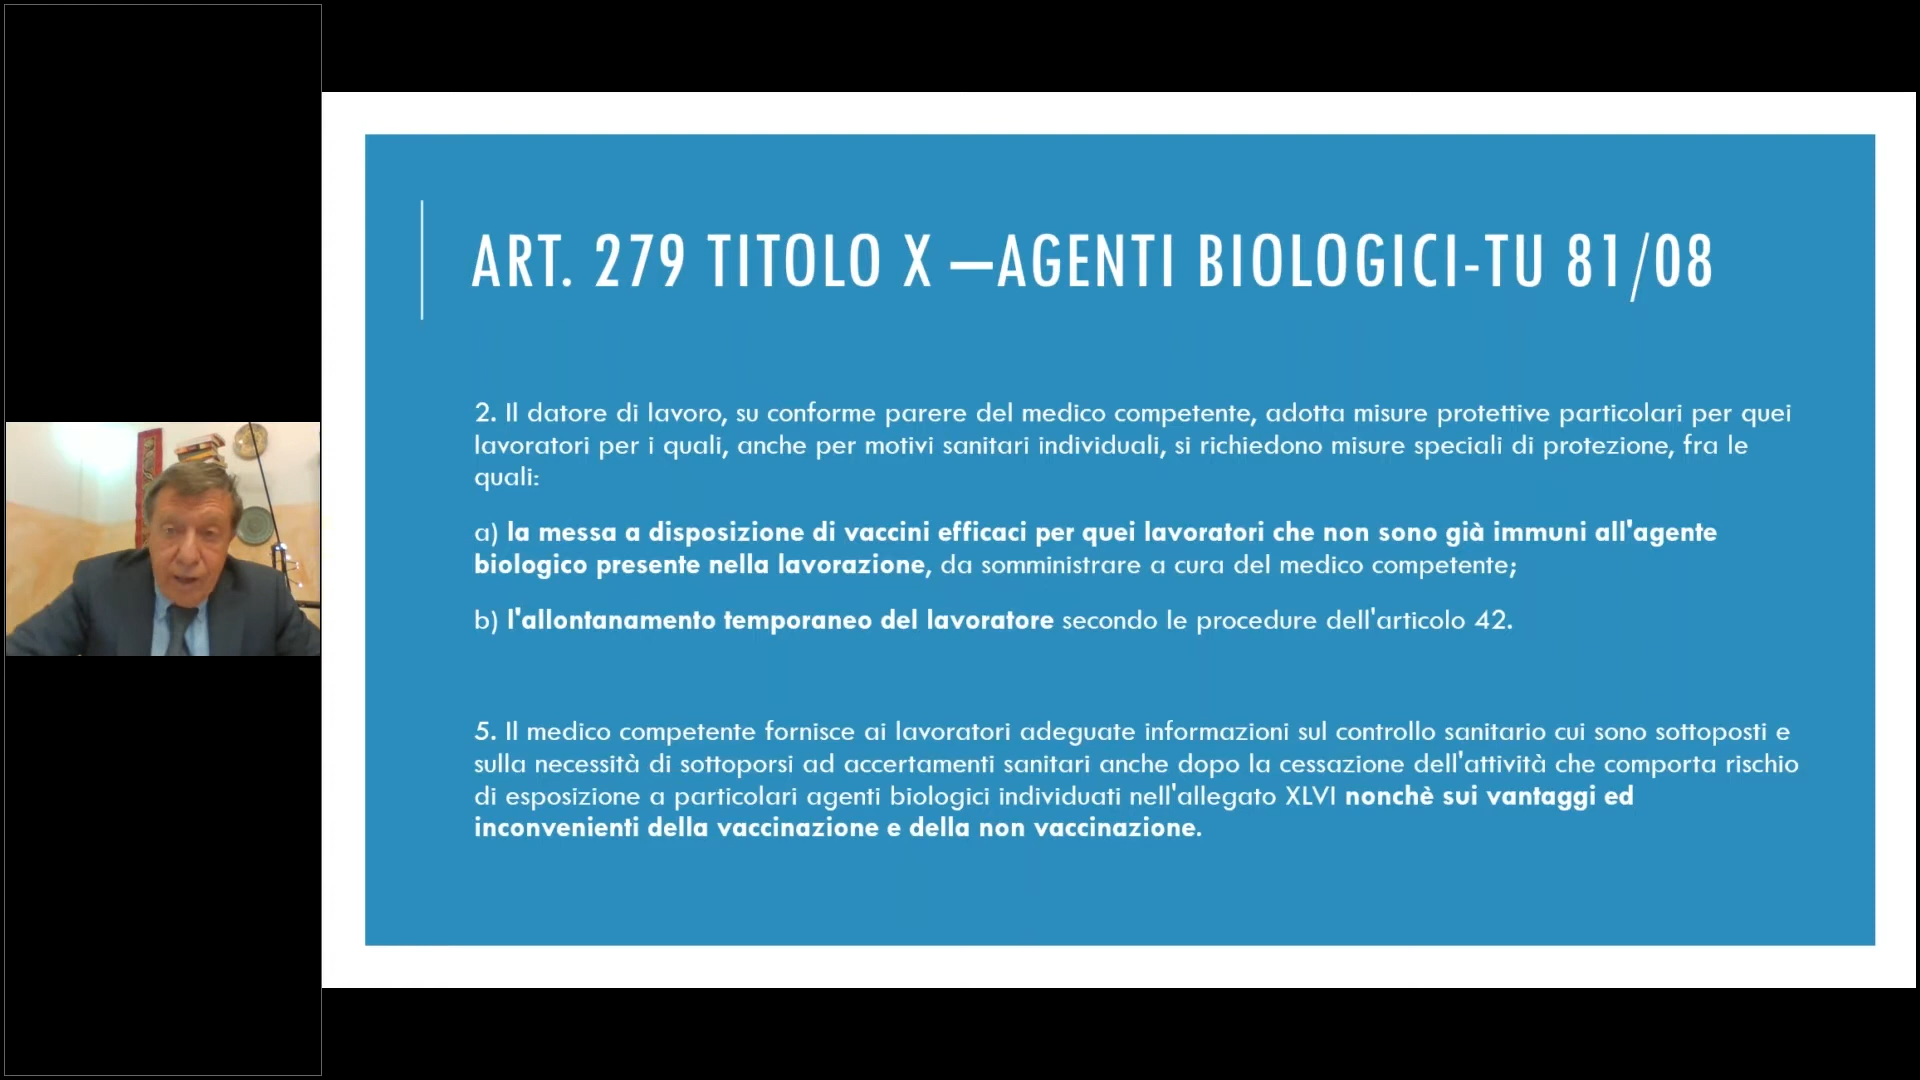 ART. 279 TITOLO X –AGENTI BIOLOGICI-TU 81/08
2. Il datore di lavoro, su conforme parere del medico competente, adotta misure protettive particolari per quei
lavoratori per i quali, anche per motivi sanitari individuali, si richiedono misure speciali di protezione, fra le
quali:
a) la messa a disposizione di vaccini efficaci per quei lavoratori che non sono già immuni all'agente
biologico presente nella lavorazione, da somministrare a cura del medico competente;
b) l'allontanamento temporaneo del lavoratore secondo le procedure dell'articolo 42.
5. Il medico competente fornisce ai lavoratori adeguate informazioni sul controllo sanitario cui sono sottoposti e
sulla necessità di sottoporsi ad accertamenti sanitari anche dopo la cessazione dell'attività che comporta rischio
di esposizione a particolari agenti biologici individuati nell'allegato XLVI nonchè sui vantaggi ed
inconvenienti della vaccinazione e della non vaccinazione.